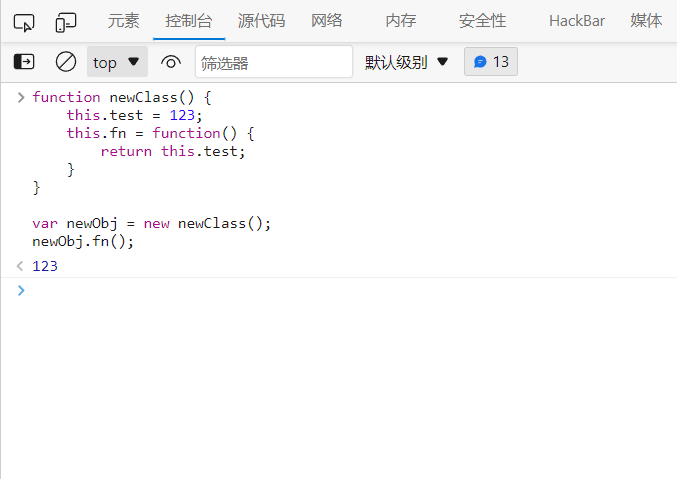 元素 控制台 源代码 网络 内存 安全性 HackBar 媒体
top 筛选器 默认级别 13
function newClass() {
    this.test = 123;
    this.fn = function() {
        return this.test;
    }
}
var newObj = new newClass();
newObj.fn();
123